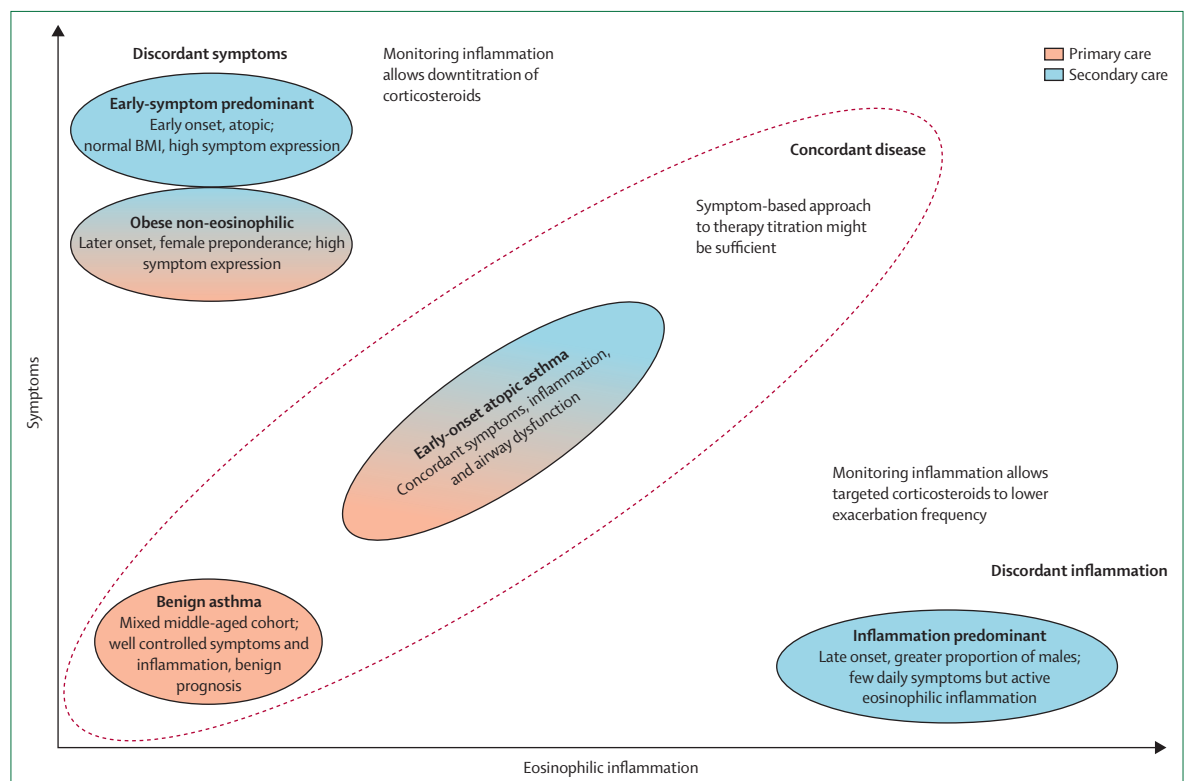 Discordant symptoms
Early-symptom predominant
Early onset, atopic;
normal BMI, high symptom expression
Obese non-eosinophilic
Later onset, female preponderance; high
symptom expression
Monitoring inflammation
allows downtitration of
corticosteroids
Primary care
Secondary care
Concordant disease
Symptom-based approach
to therapy titration might
be sufficient
Early-onset atopic asthma
Concordant symptoms, inflammation,
and airway dysfunction
Symptoms
Monitoring inflammation allows
targeted corticosteroids to lower
exacerbation frequency
Discordant inflammation
Benign asthma
Mixed middle-aged cohort;
well controlled symptoms and
inflammation, benign
prognosis
Inflammation predominant
Late onset, greater proportion of males;
few daily symptoms but active
eosinophilic inflammation
Eosinophilic inflammation